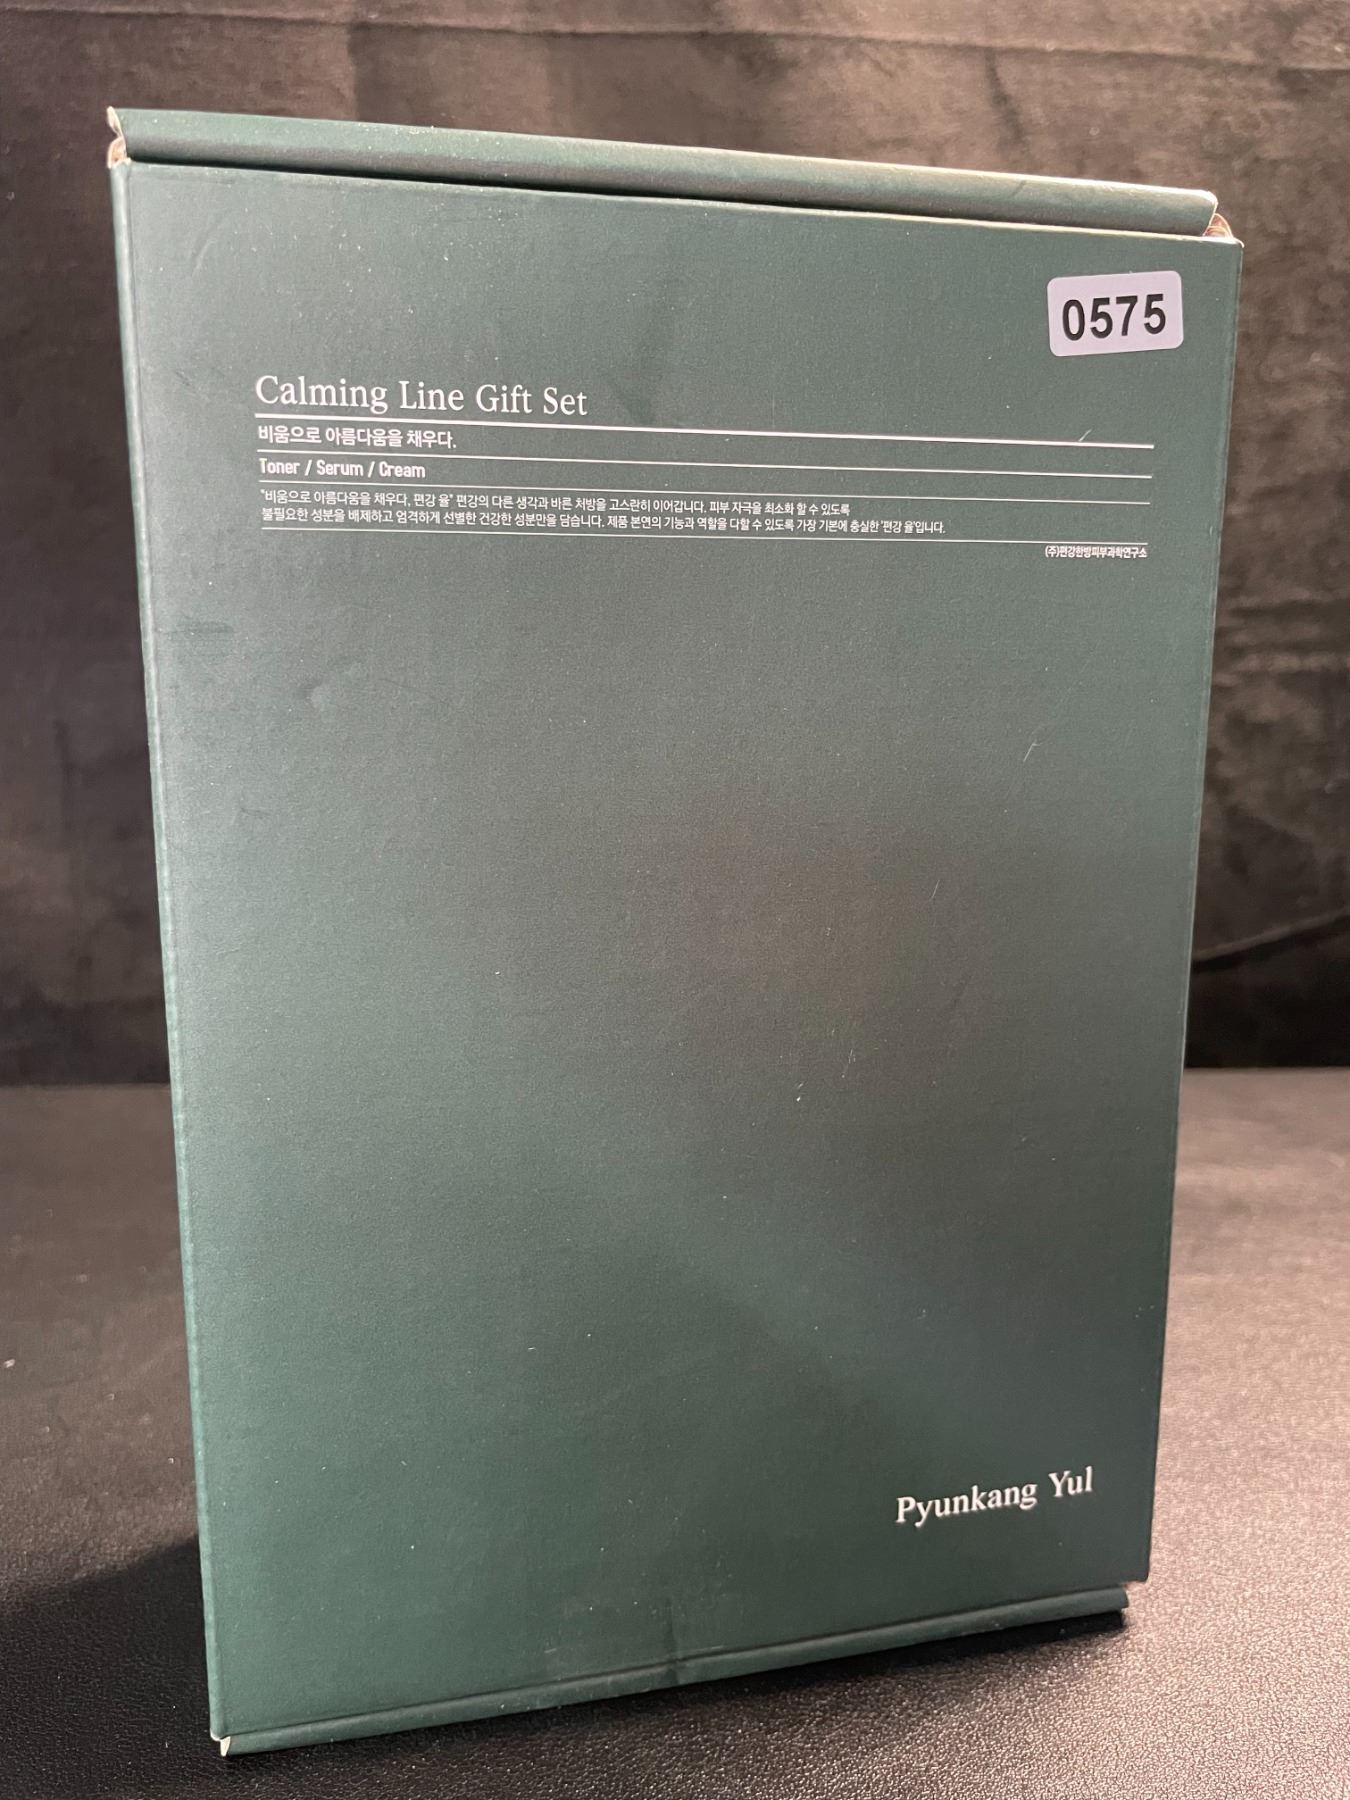 0575
Calming Line Gift Set
비움으로 아름다움을 채우다.
Toner / Serum / Cream
"비움으로 아름다움을 채우다, 편강 율" 편강의 다른 생각과 바른 처방을 고스란히 이어갑니다. 피부 자극을 최소화 할 수 있도록
불필요한 성분을 배제하고 엄격하게 선별한 건강한 성분만을 담습니다. 제품 본연의 기능과 역할을 다할 수 있도록 가장 기본에 충실한 '편강 율'입니다.
(주)편강한방피부과학연구소
Pyunkang Yul